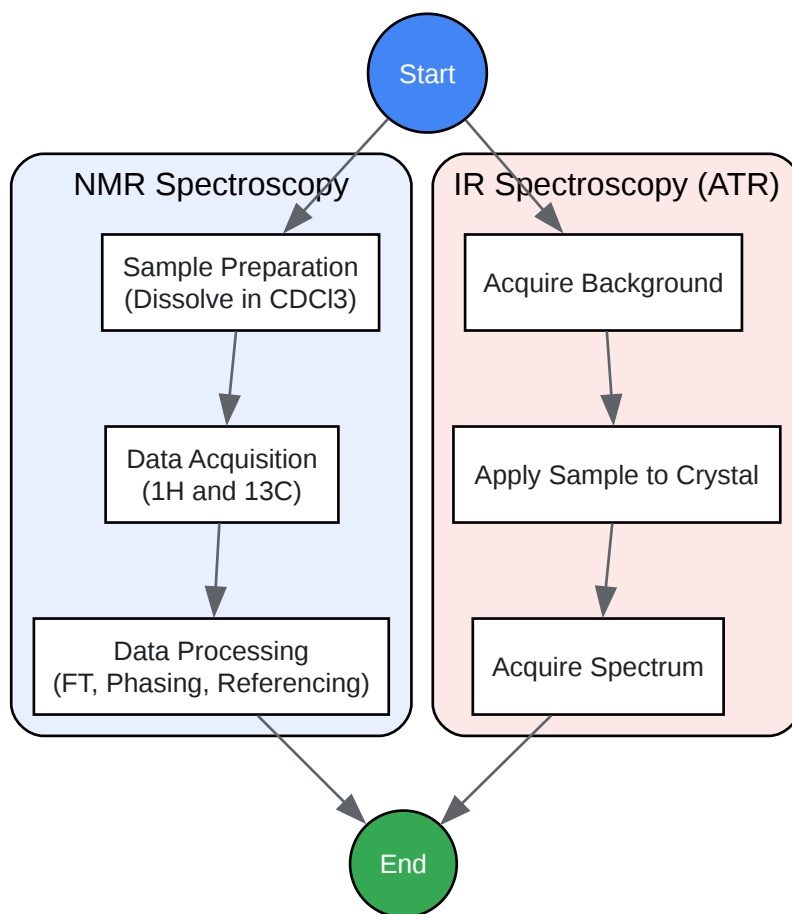 Start
NMR Spectroscopy
Sample Preparation
(Dissolve in CDCl3)
Data Acquisition
(1H and 13C)
Data Processing
(FT, Phasing, Referencing)
IR Spectroscopy (ATR)
Acquire Background
Apply Sample to Crystal
Acquire Spectrum
End